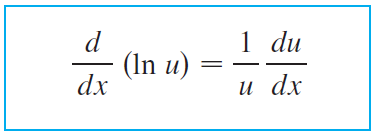 d/dx (ln u) = 1/u du/dx